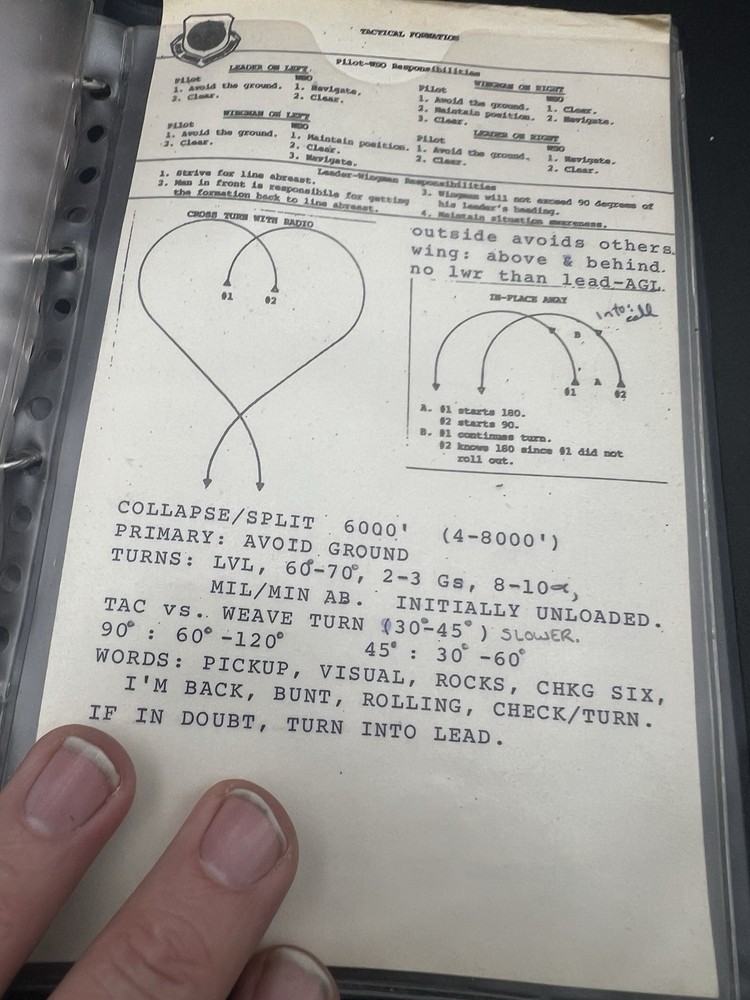 TACTICAL FORMATION
Pilot-WSO Responsibilities
LEADER ON LEFT
Pilot WSO
1. Avoid the ground. 1. Navigate.
2. Clear. 2. Clear.
WINGMAN ON RIGHT
Pilot WSO
1. Avoid the ground. 1. Clear.
2. Maintain position. 2. Navigate.
3. Clear.
WINGMAN ON LEFT
Pilot WSO
1. Avoid the ground. 1. Maintain position.
2. Clear. 2. Clear.
3. Navigate.
LEADER ON RIGHT
Pilot WSO
1. Avoid the ground. 1. Navigate.
2. Clear. 2. Clear.
Leader-Wingman Responsibilities
1. Strive for line abreast.
2. Man in front is responsibile for getting
the formation back to line abreast.
3. Wingman will not exceed 90 degrees of
his leader's heading.
4. Maintain situation awareness.
CROSS TURN WITH RADIO
#1 #2
outside avoids others.
wing: above & behind.
no lwr than lead-AGL.
IN-PLACE AWAY
into: call
B
A
#1 #2
A. #1 starts 180.
#2 starts 90.
B. #1 continues turn.
#2 knows 180 since #1 did not
roll out.
COLLAPSE/SPLIT 6000' (4-8000')
PRIMARY: AVOID GROUND
TURNS: LVL, 60°-70°, 2-3 Gs, 8-10α,
MIL/MIN AB. INITIALLY UNLOADED.
TAC vs. WEAVE TURN (30°-45°) SLOWER.
90° : 60°-120° 45° : 30°-60°
WORDS: PICKUP, VISUAL, ROCKS, CHKG SIX,
I'M BACK, BUNT, ROLLING, CHECK/TURN.
IF IN DOUBT, TURN INTO LEAD.